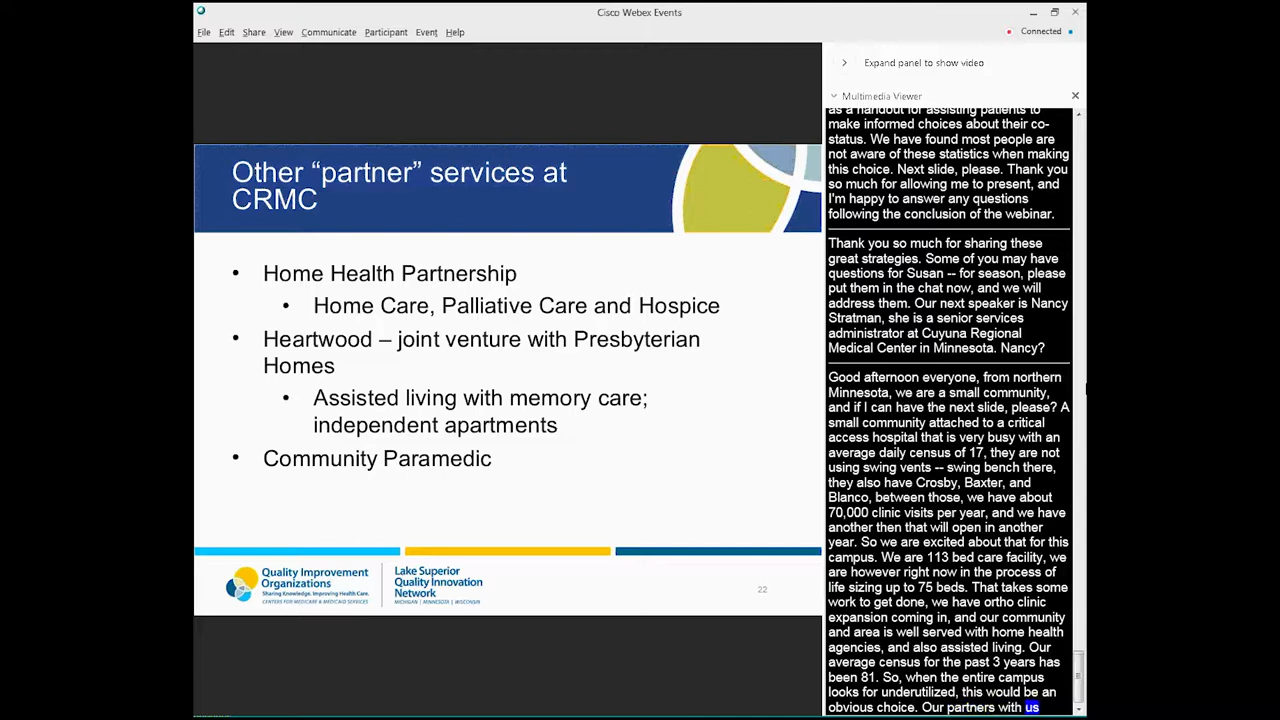 Cisco Webex Events
File Edit Share View Communicate Participant Event Help
Connected
Expand panel to show video
Multimedia Viewer
Other “partner” services at
CRMC
• Home Health Partnership
• Home Care, Palliative Care and Hospice
• Heartwood – joint venture with Presbyterian
Homes
• Assisted living with memory care;
independent apartments
• Community Paramedic
Quality Improvement
Organizations
Sharing Knowledge. Improving Health Care.
CENTERS FOR MEDICARE & MEDICAID SERVICES
Lake Superior
Quality Innovation
Network
MICHIGAN | MINNESOTA | WISCONSIN
22
as a handout for assisting patients to
make informed choices about their co-
status. We have found most people are
not aware of these statistics when making
this choice. Next slide, please. Thank you
so much for allowing me to present, and
I'm happy to answer any questions
following the conclusion of the webinar.
Thank you so much for sharing these
great strategies. Some of you may have
questions for Susan -- for season, please
put them in the chat now, and we will
address them. Our next speaker is Nancy
Stratman, she is a senior services
administrator at Cuyuna Regional
Medical Center in Minnesota. Nancy?
Good afternoon everyone, from northern
Minnesota, we are a small community,
and if I can have the next slide, please? A
small community attached to a critical
access hospital that is very busy with an
average daily census of 17, they are not
using swing vents -- swing bench there,
they also have Crosby, Baxter, and
Blanco, between those, we have about
70,000 clinic visits per year, and we have
another then that will open in another
year. So we are excited about that for this
campus. We are 113 bed care facility, we
are however right now in the process of
life sizing up to 75 beds. That takes some
work to get done, we have ortho clinic
expansion coming in, and our community
and area is well served with home health
agencies, and also assisted living. Our
average census for the past 3 years has
been 81. So, when the entire campus
looks for underutilized, this would be an
obvious choice. Our partners with us